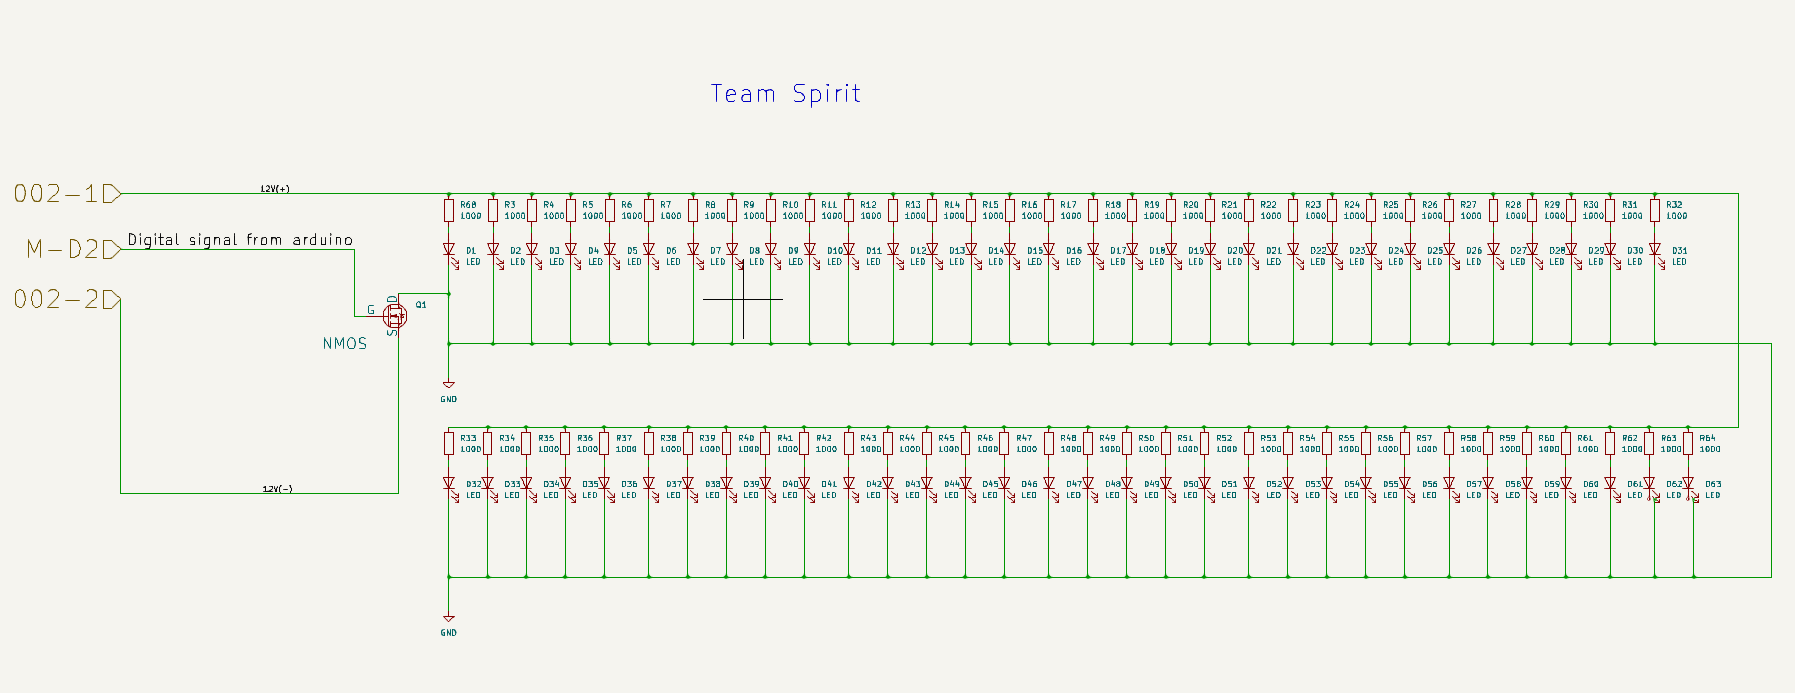 Team Spirit
002-1
12V(+)
R68 R3 R4 R5 R6 R7 R8 R9 R10 R11 R12 R13 R14 R15 R16 R17 R18 R19 R20 R21 R22 R23 R24 R25 R26 R27 R28 R29 R30 R31 R32
100Ω 100Ω 100Ω 100Ω 100Ω 100Ω 100Ω 100Ω 100Ω 100Ω 100Ω 100Ω 100Ω 100Ω 100Ω 100Ω 100Ω 100Ω 100Ω 100Ω 100Ω 100Ω 100Ω 100Ω 100Ω 100Ω 100Ω 100Ω 100Ω 100Ω 100Ω
M-D2
Digital signal from arduino
D1 D2 D3 D4 D5 D6 D7 D8 D9 D10 D11 D12 D13 D14 D15 D16 D17 D18 D19 D20 D21 D22 D23 D24 D25 D26 D27 D28 D29 D30 D31
LED LED LED LED LED LED LED LED LED LED LED LED LED LED LED LED LED LED LED LED LED LED LED LED LED LED LED LED LED LED LED
002-2
D
Q1
G
S
NMOS
GND
R33 R34 R35 R36 R37 R38 R39 R40 R41 R42 R43 R44 R45 R46 R47 R48 R49 R50 R51 R52 R53 R54 R55 R56 R57 R58 R59 R60 R61 R62 R63 R64
100Ω 100Ω 100Ω 100Ω 100Ω 100Ω 100Ω 100Ω 100Ω 100Ω 100Ω 100Ω 100Ω 100Ω 100Ω 100Ω 100Ω 100Ω 100Ω 100Ω 100Ω 100Ω 100Ω 100Ω 100Ω 100Ω 100Ω 100Ω 100Ω 100Ω 100Ω 100Ω
D32 D33 D34 D35 D36 D37 D38 D39 D40 D41 D42 D43 D44 D45 D46 D47 D48 D49 D50 D51 D52 D53 D54 D55 D56 D57 D58 D59 D60 D61 D62 D63
LED LED LED LED LED LED LED LED LED LED LED LED LED LED LED LED LED LED LED LED LED LED LED LED LED LED LED LED LED LED LED LED
12V(-)
GND